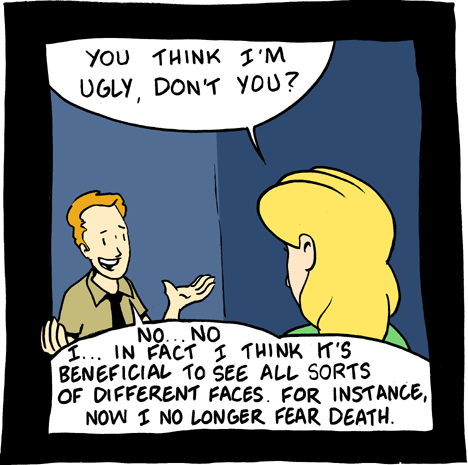 YOU THINK I'M
UGLY, DON'T YOU?
NO...NO
I... IN FACT I THINK IT'S
BENEFICIAL TO SEE ALL SORTS
OF DIFFERENT FACES. FOR INSTANCE,
NOW I NO LONGER FEAR DEATH.